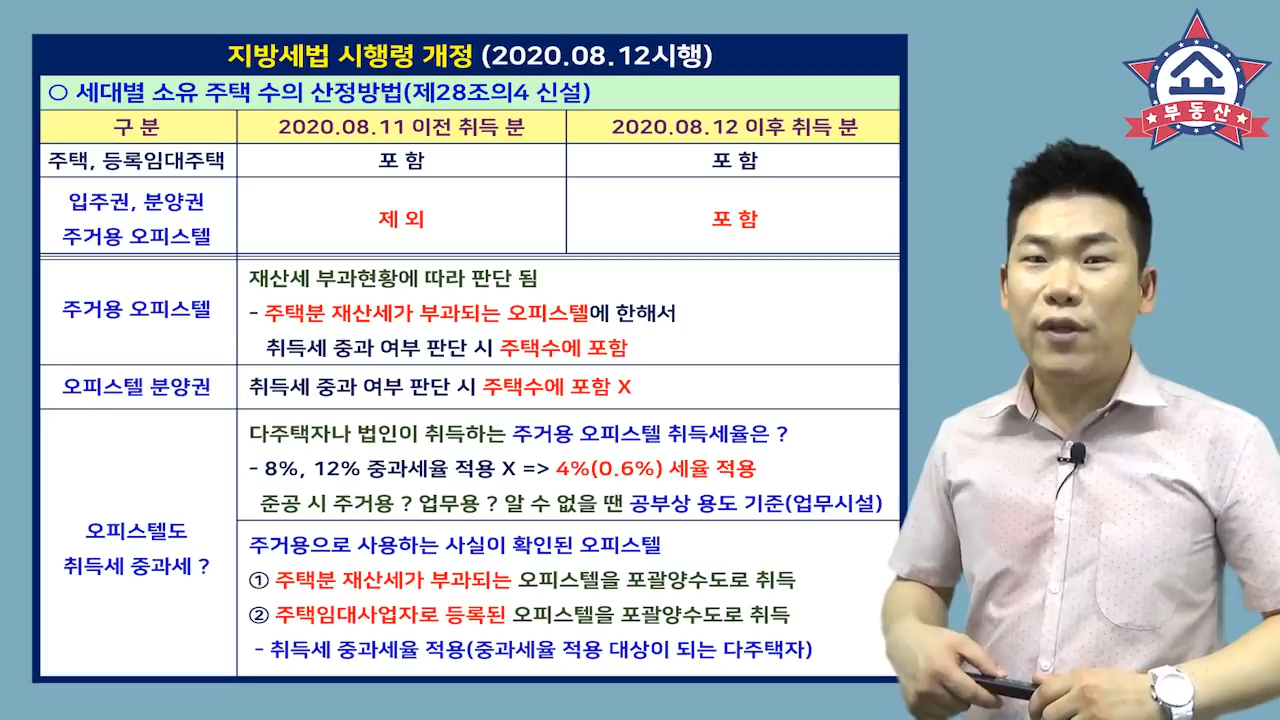 지방세법 시행령 개정 (2020.08.12시행)
○ 세대별 소유 주택 수의 산정방법(제28조의4 신설)
구 분 2020.08.11 이전 취득 분 2020.08.12 이후 취득 분
주택, 등록임대주택 포 함 포 함
입주권, 분양권
주거용 오피스텔
제 외 포 함
주거용 오피스텔
재산세 부과현황에 따라 판단 됨
- 주택분 재산세가 부과되는 오피스텔에 한해서
취득세 중과 여부 판단 시 주택수에 포함
오피스텔 분양권 취득세 중과 여부 판단 시 주택수에 포함 X
오피스텔도
취득세 중과세 ?
다주택자나 법인이 취득하는 주거용 오피스텔 취득세율은 ?
- 8%, 12% 중과세율 적용 X => 4%(0.6%) 세율 적용
준공 시 주거용 ? 업무용 ? 알 수 없을 땐 공부상 용도 기준(업무시설)
주거용으로 사용하는 사실이 확인된 오피스텔
① 주택분 재산세가 부과되는 오피스텔을 포괄양수도로 취득
② 주택임대사업자로 등록된 오피스텔을 포괄양수도로 취득
- 취득세 중과세율 적용(중과세율 적용 대상이 되는 다주택자)
부동산